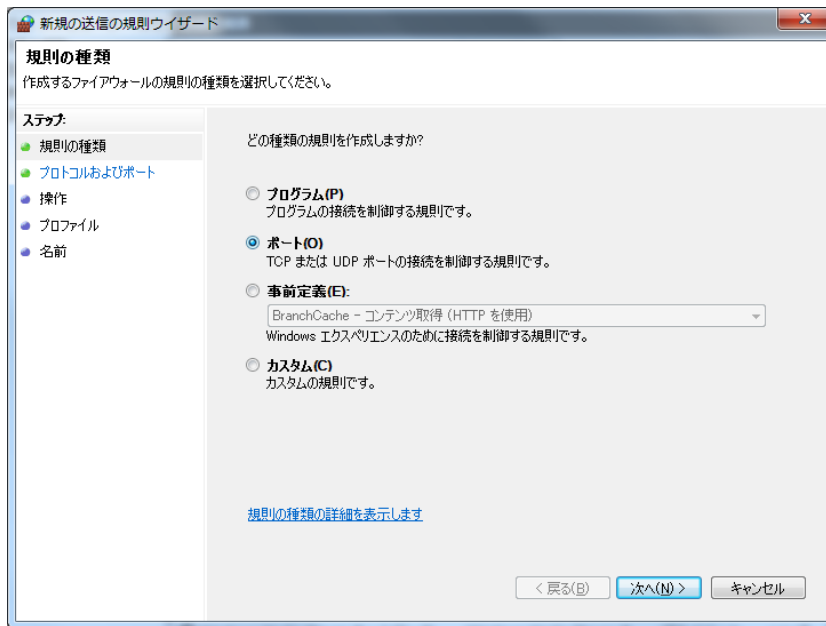 新規の送信の規則ウィザード
規則の種類
作成するファイアウォールの規則の種類を選択してください。
ステップ:
規則の種類
プロトコルおよびポート
操作
プロファイル
名前
どの種類の規則を作成しますか?
プログラム(P)
プログラムの接続を制御する規則です。
ポート(O)
TCP または UDP ポートの接続を制御する規則です。
事前定義(E):
BranchCache - コンテンツ取得 (HTTP を使用)
Windows エクスペリエンスのために接続を制御する規則です。
カスタム(C)
カスタムの規則です。
規則の種類の詳細を表示します
< 戻る(B)
次へ(N) >
キャンセル